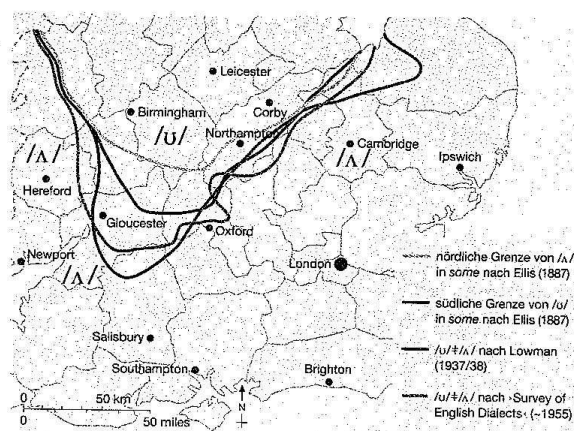 Leicester
Birmingham
Corby
/ʊ/
Northampton
/ʌ/
Cambridge
/ʌ/
Ipswich
Hereford
Gloucester
Oxford
Newport
/ʌ/
London
Salisbury
Southampton
Brighton
nördliche Grenze von /ʌ/
in some nach Ellis (1887)
südliche Grenze von /ʊ/
in some nach Ellis (1887)
/ʊ/≠/ʌ/ nach Lowman
(1937/38)
/ʊ/≠/ʌ/ nach ›Survey of
English Dialects‹ (~1955)
0 50 km
0 50 miles
N